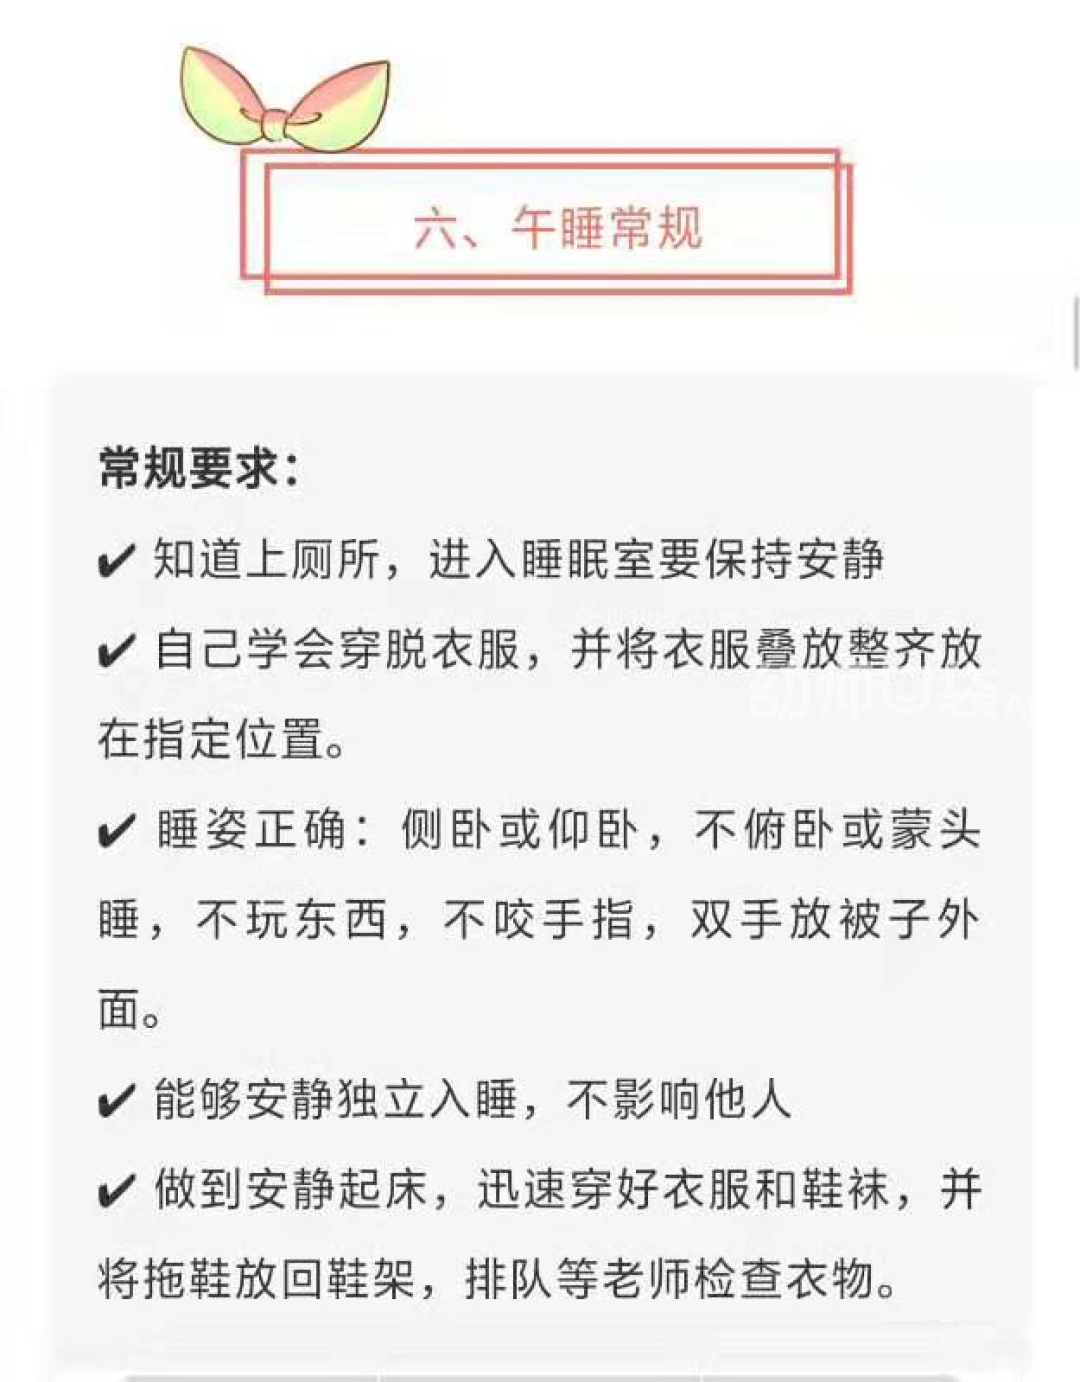 六、午睡常规
常规要求：
✔ 知道上厕所，进入睡眠室要保持安静
✔ 自己学会穿脱衣服，并将衣服叠放整齐放
在指定位置。
✔ 睡姿正确：侧卧或仰卧，不俯卧或蒙头
睡，不玩东西，不咬手指，双手放被子外
面。
✔ 能够安静独立入睡，不影响他人
✔ 做到安静起床，迅速穿好衣服和鞋袜，并
将拖鞋放回鞋架，排队等老师检查衣物。
幼师口袋